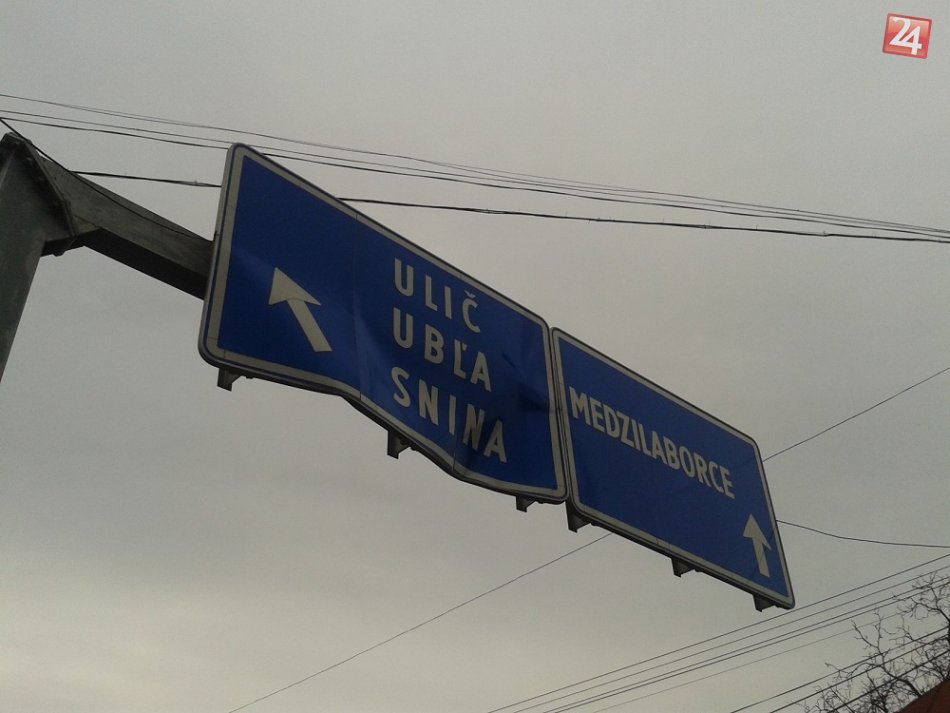 24
ULIČ
UBĽA
SNINA
MEDZILABORCE